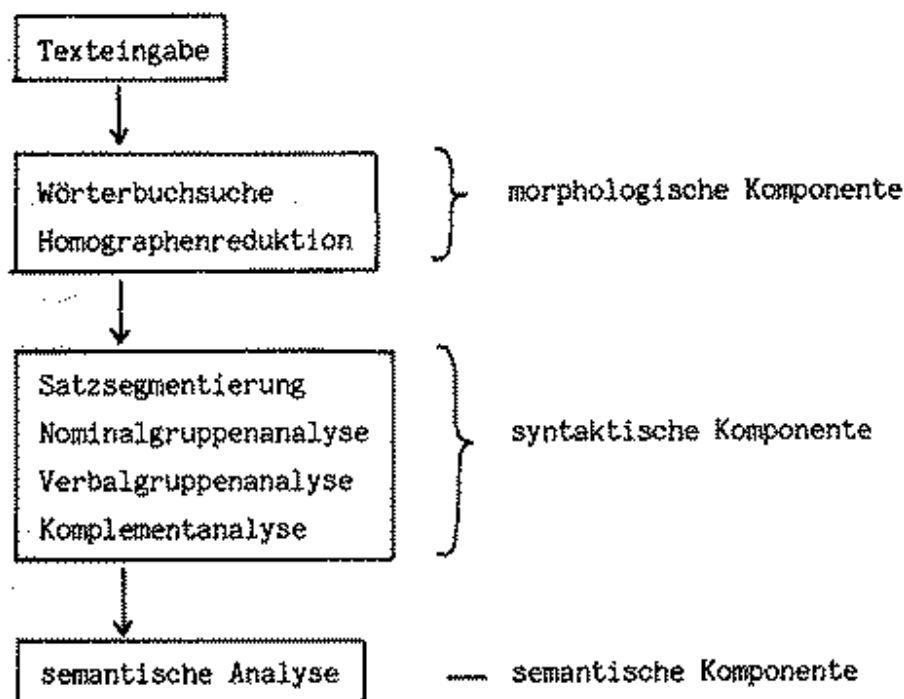 Texteingabe
Wörterbuchsuche
Homographenreduktion
morphologische Komponente
Satzsegmentierung
Nominalgruppenanalyse
Verbalgruppenanalyse
Komplementanalyse
syntaktische Komponente
semantische Analyse
semantische Komponente